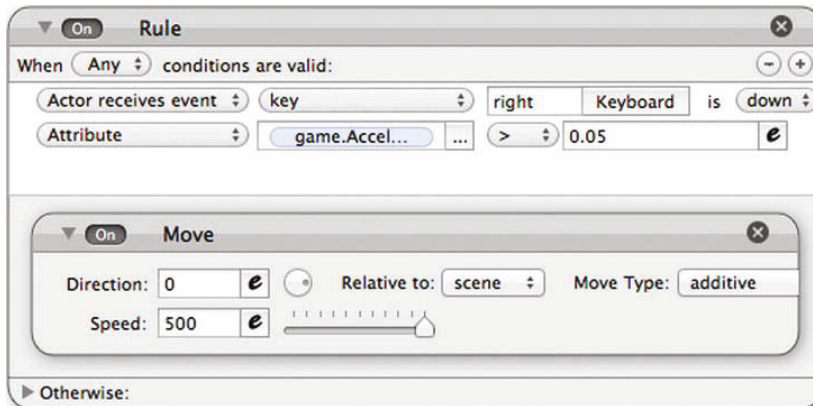 On Rule
When Any conditions are valid:
Actor receives event key right Keyboard is down
Attribute game.Accel... ... > 0.05 e
On Move
Direction: 0 e Relative to: scene Move Type: additive
Speed: 500 e
Otherwise: